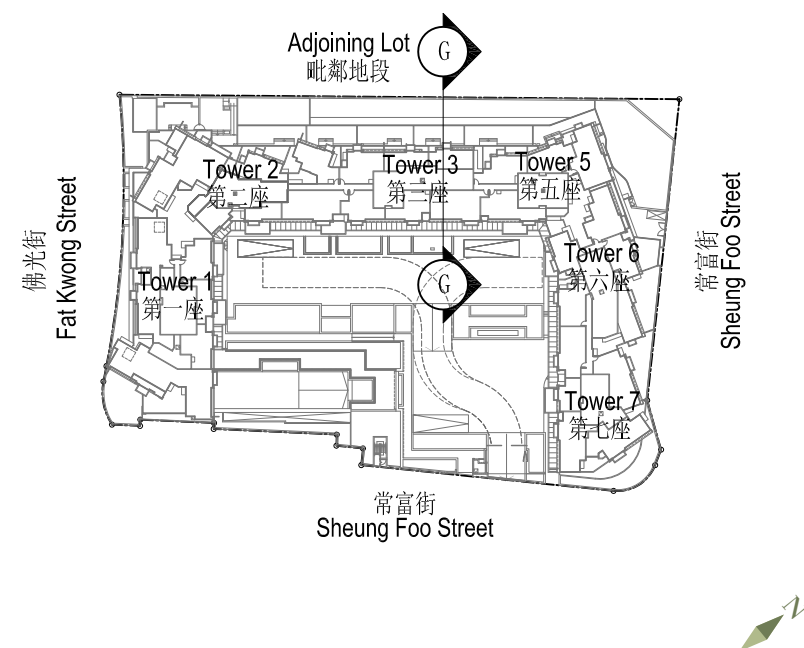 Adjoining Lot
毗鄰地段
G
Tower 2
第二座
Tower 3
第三座
Tower 5
第五座
佛光街
Fat Kwong Street
Tower 1
第一座
G
Tower 6
第六座
常富街
Sheung Foo Street
Tower 7
第七座
常富街
Sheung Foo Street
N